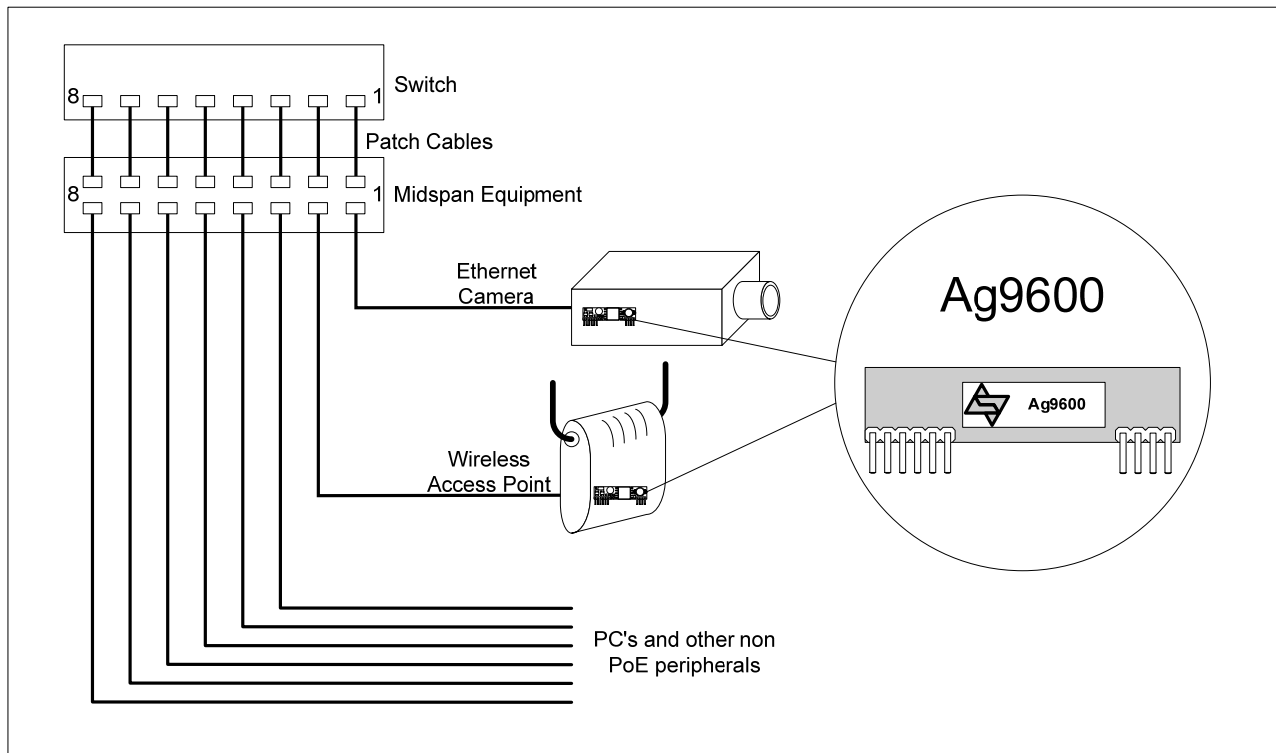 8
1
Switch
Patch Cables
8
1
Midspan Equipment
Ethernet
Camera
Ag9600
Ag9600
Wireless
Access Point
PC's and other non
PoE peripherals